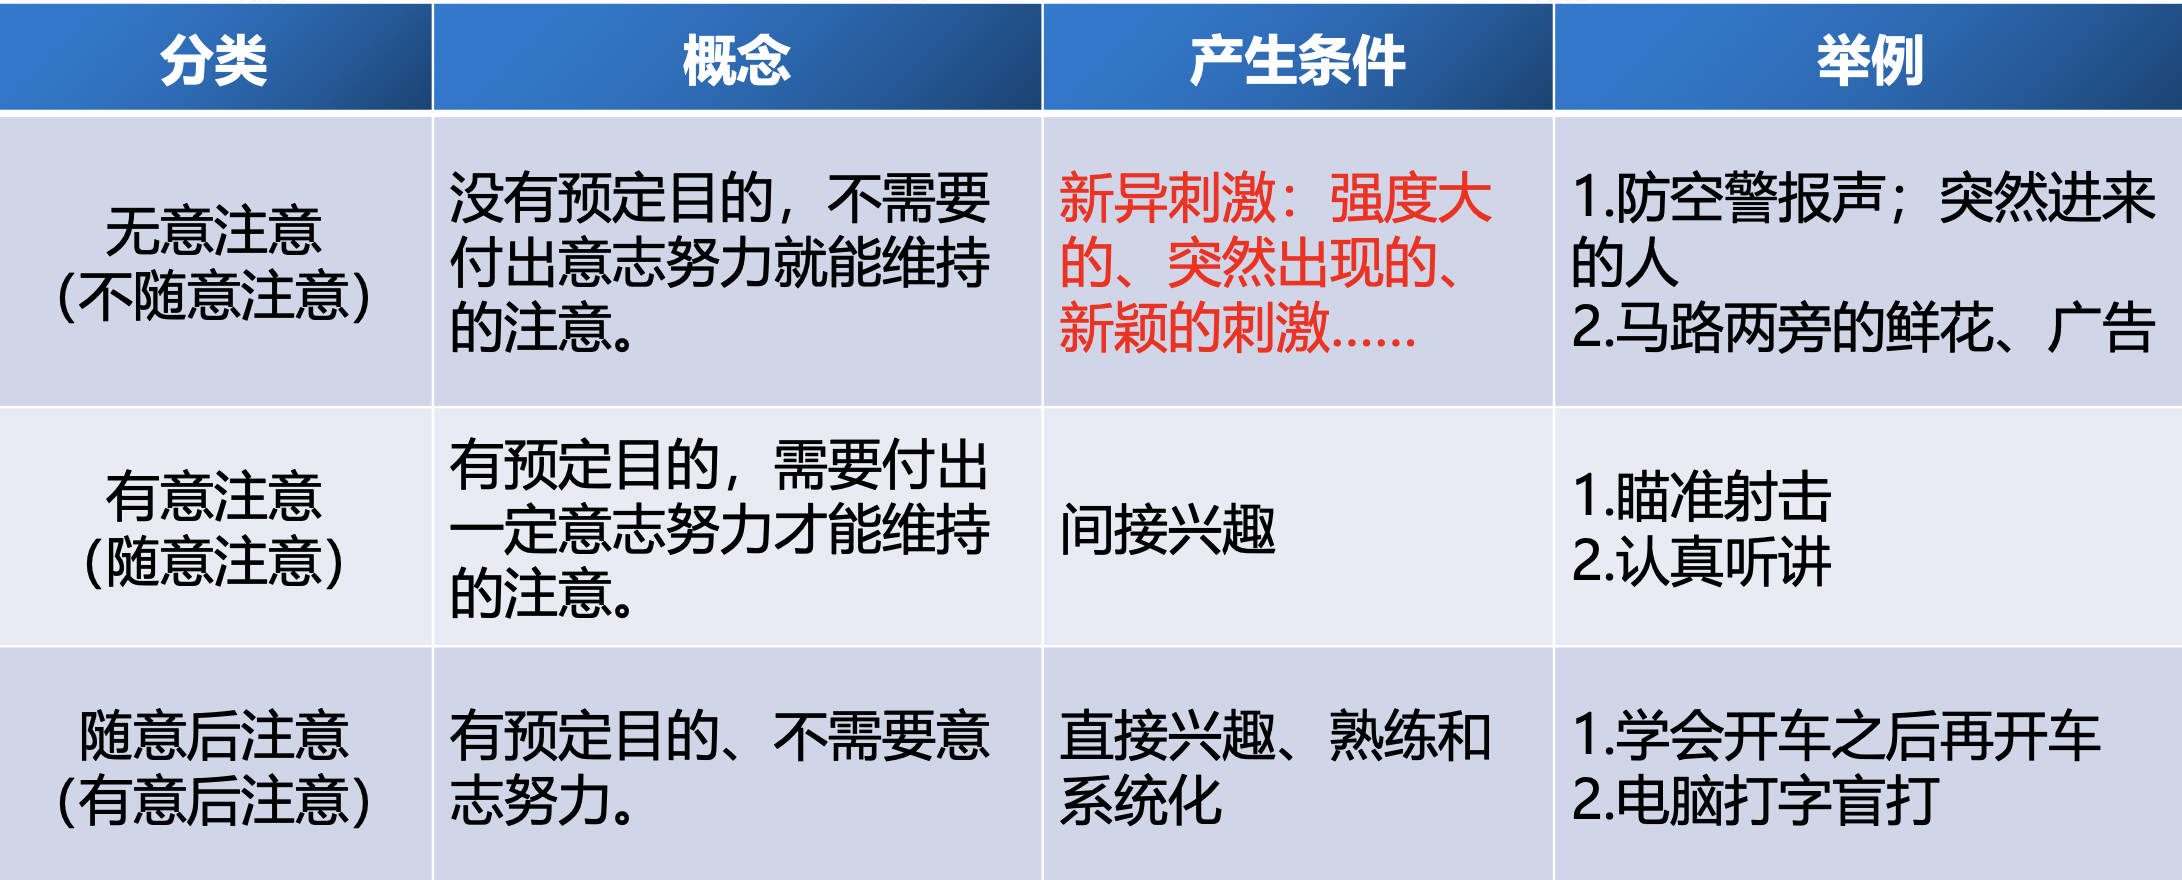 分类
概念
产生条件
举例
无意注意
（不随意注意）
没有预定目的，不需要
付出意志努力就能维持
的注意。
新异刺激：强度大
的、突然出现的、
新颖的刺激......
1.防空警报声；突然进来
的人
2.马路两旁的鲜花、广告
有意注意
（随意注意）
有预定目的，需要付出
一定意志努力才能维持
的注意。
间接兴趣
1.瞄准射击
2.认真听讲
随意后注意
（有意后注意）
有预定目的、不需要意
志努力。
直接兴趣、熟练和
系统化
1.学会开车之后再开车
2.电脑打字盲打